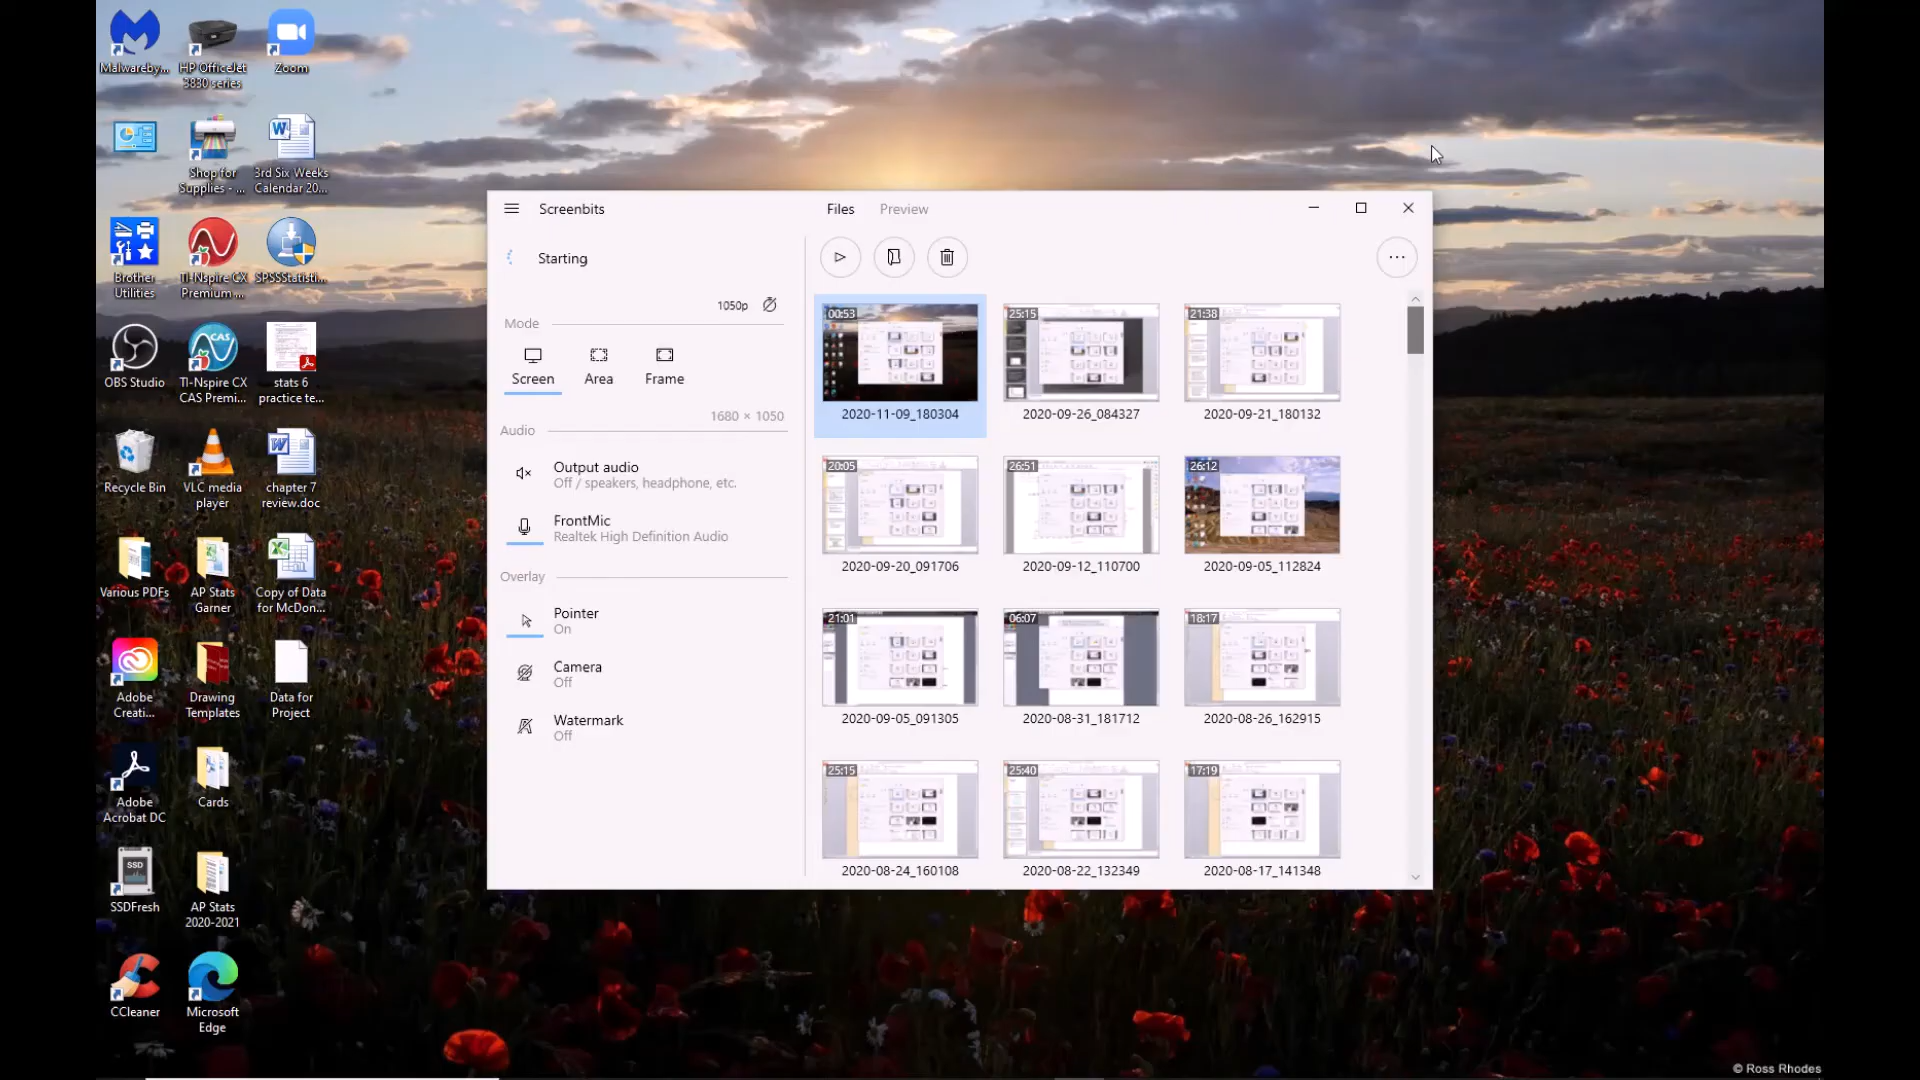 Malwareby...
HP OfficeJet
3830 series
Zoom
Shop for
Supplies - ...
3rd Six Weeks
Calendar 20...
Brother
Utilities
TI-Nspire CX
Premium ...
SPSSStatisti...
OBS Studio
TI-Nspire CX
CAS Premi...
stats 6
practice te...
Recycle Bin
VLC media
player
chapter 7
review.doc
Various PDFs
AP Stats
Garner
Copy of Data
for McDon...
Adobe
Creati...
Drawing
Templates
Data for
Project
Adobe
Acrobat DC
Cards
SSD
SSDFresh
AP Stats
2020-2021
CCleaner
Microsoft
Edge
Screenbits
Files
Preview
Starting
1050p
Mode
Screen
Area
Frame
1680 × 1050
Audio
Output audio
Off / speakers, headphone, etc.
FrontMic
Realtek High Definition Audio
Overlay
Pointer
On
Camera
Off
Watermark
Off
00:53
2020-11-09_180304
25:15
2020-09-26_084327
21:38
2020-09-21_180132
20:05
2020-09-20_091706
26:51
2020-09-12_110700
26:12
2020-09-05_112824
21:01
2020-09-05_091305
06:07
2020-08-31_181712
18:17
2020-08-26_162915
25:15
2020-08-24_160108
25:40
2020-08-22_132349
17:19
2020-08-17_141348
© Ross Rhodes